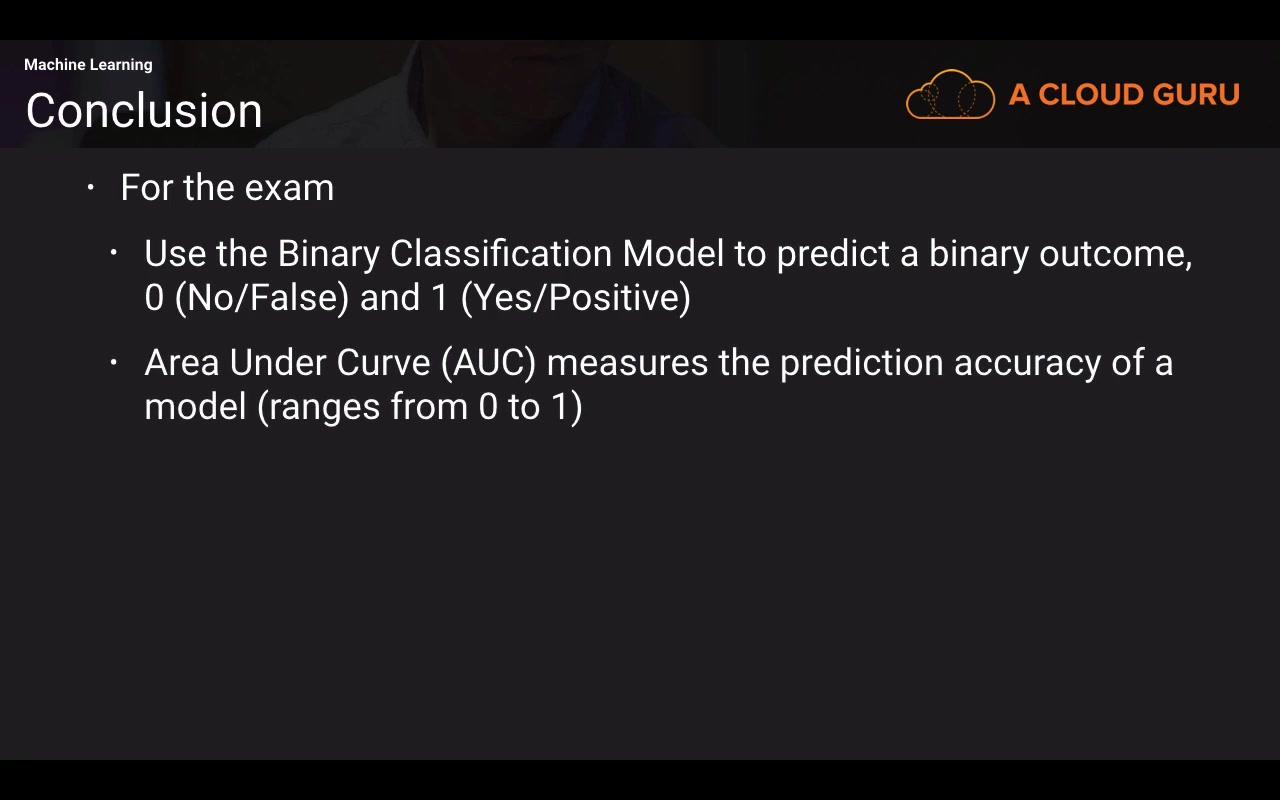 Machine Learning
Conclusion
A CLOUD GURU
• For the exam
• Use the Binary Classification Model to predict a binary outcome,
0 (No/False) and 1 (Yes/Positive)
• Area Under Curve (AUC) measures the prediction accuracy of a
model (ranges from 0 to 1)